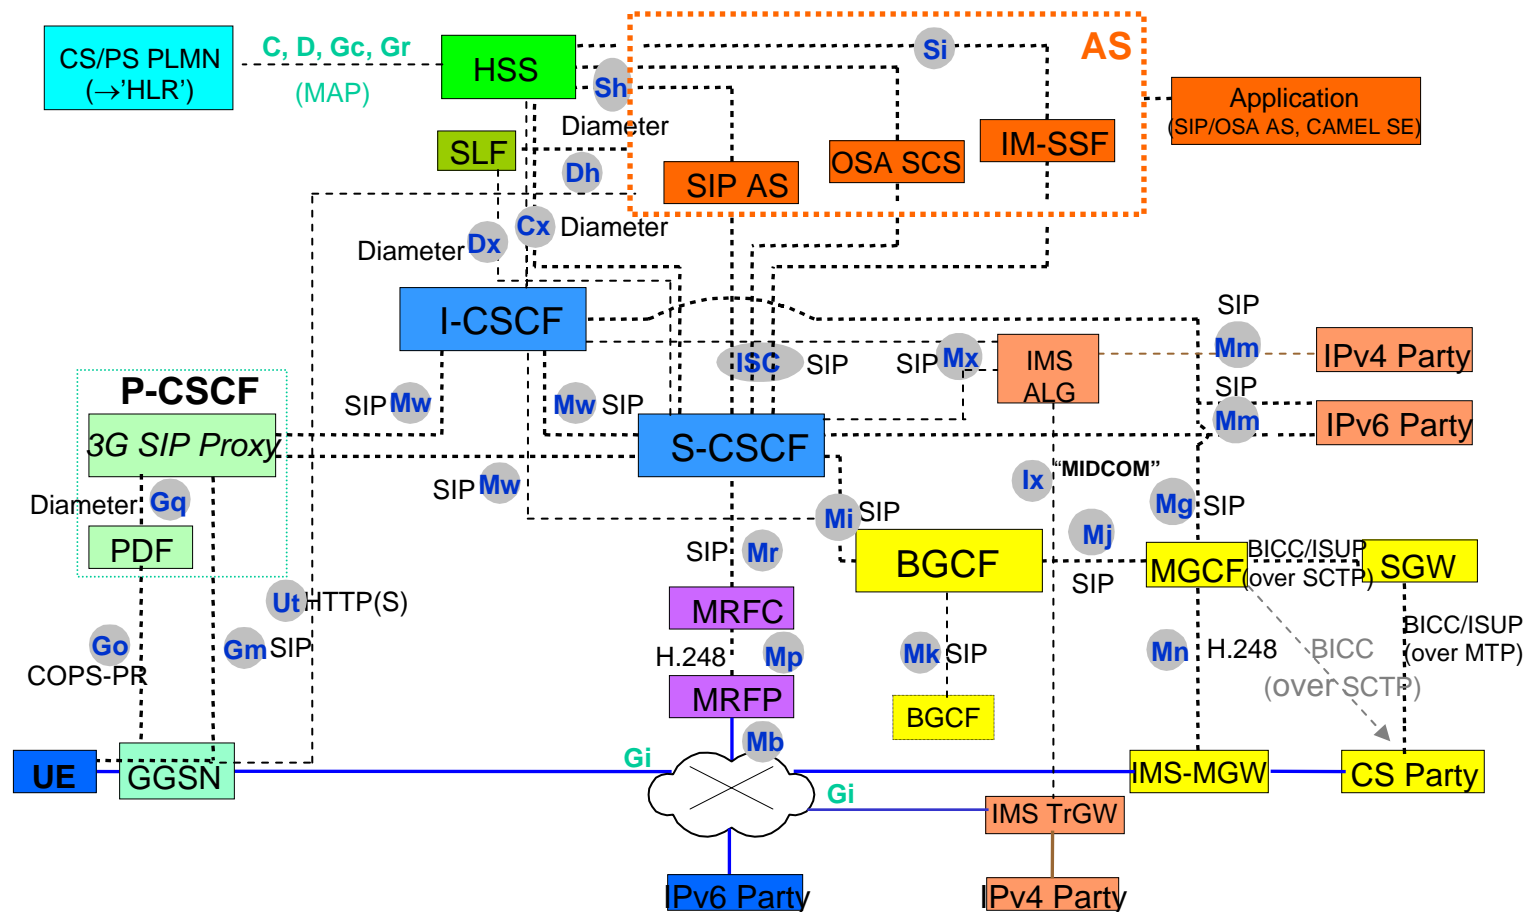 CS/PS PLMN
(→'HLR')
C, D, Gc, Gr
(MAP)
HSS
Si
AS
Sh
Application
(SIP/OSA AS, CAMEL SE)
Diameter
SLF
Dh
SIP AS
OSA SCS
IM-SSF
Diameter
Dx
Cx
Diameter
I-CSCF
SIP
Mm
ISC
SIP
SIP
Mx
IMS
ALG
IPv4 Party
P-CSCF
SIP
Mw
Mw
SIP
SIP
Mm
IPv6 Party
3G SIP Proxy
S-CSCF
SIP
Mw
Ix
"MIDCOM"
Diameter
Gq
Mg
SIP
Mi
SIP
Mj
SIP
PDF
SIP
Mr
BGCF
MGCF
BICC/ISUP
(over SCTP)
SGW
Ut
HTTP(S)
MRFC
Go
COPS-PR
Gm
SIP
H.248
Mp
Mk
SIP
Mn
H.248
BICC
(over SCTP)
BICC/ISUP
(over MTP)
MRFP
BGCF
Mb
Gi
UE
GGSN
Gi
IMS-MGW
CS Party
IMS TrGW
IPv6 Party
IPv4 Party